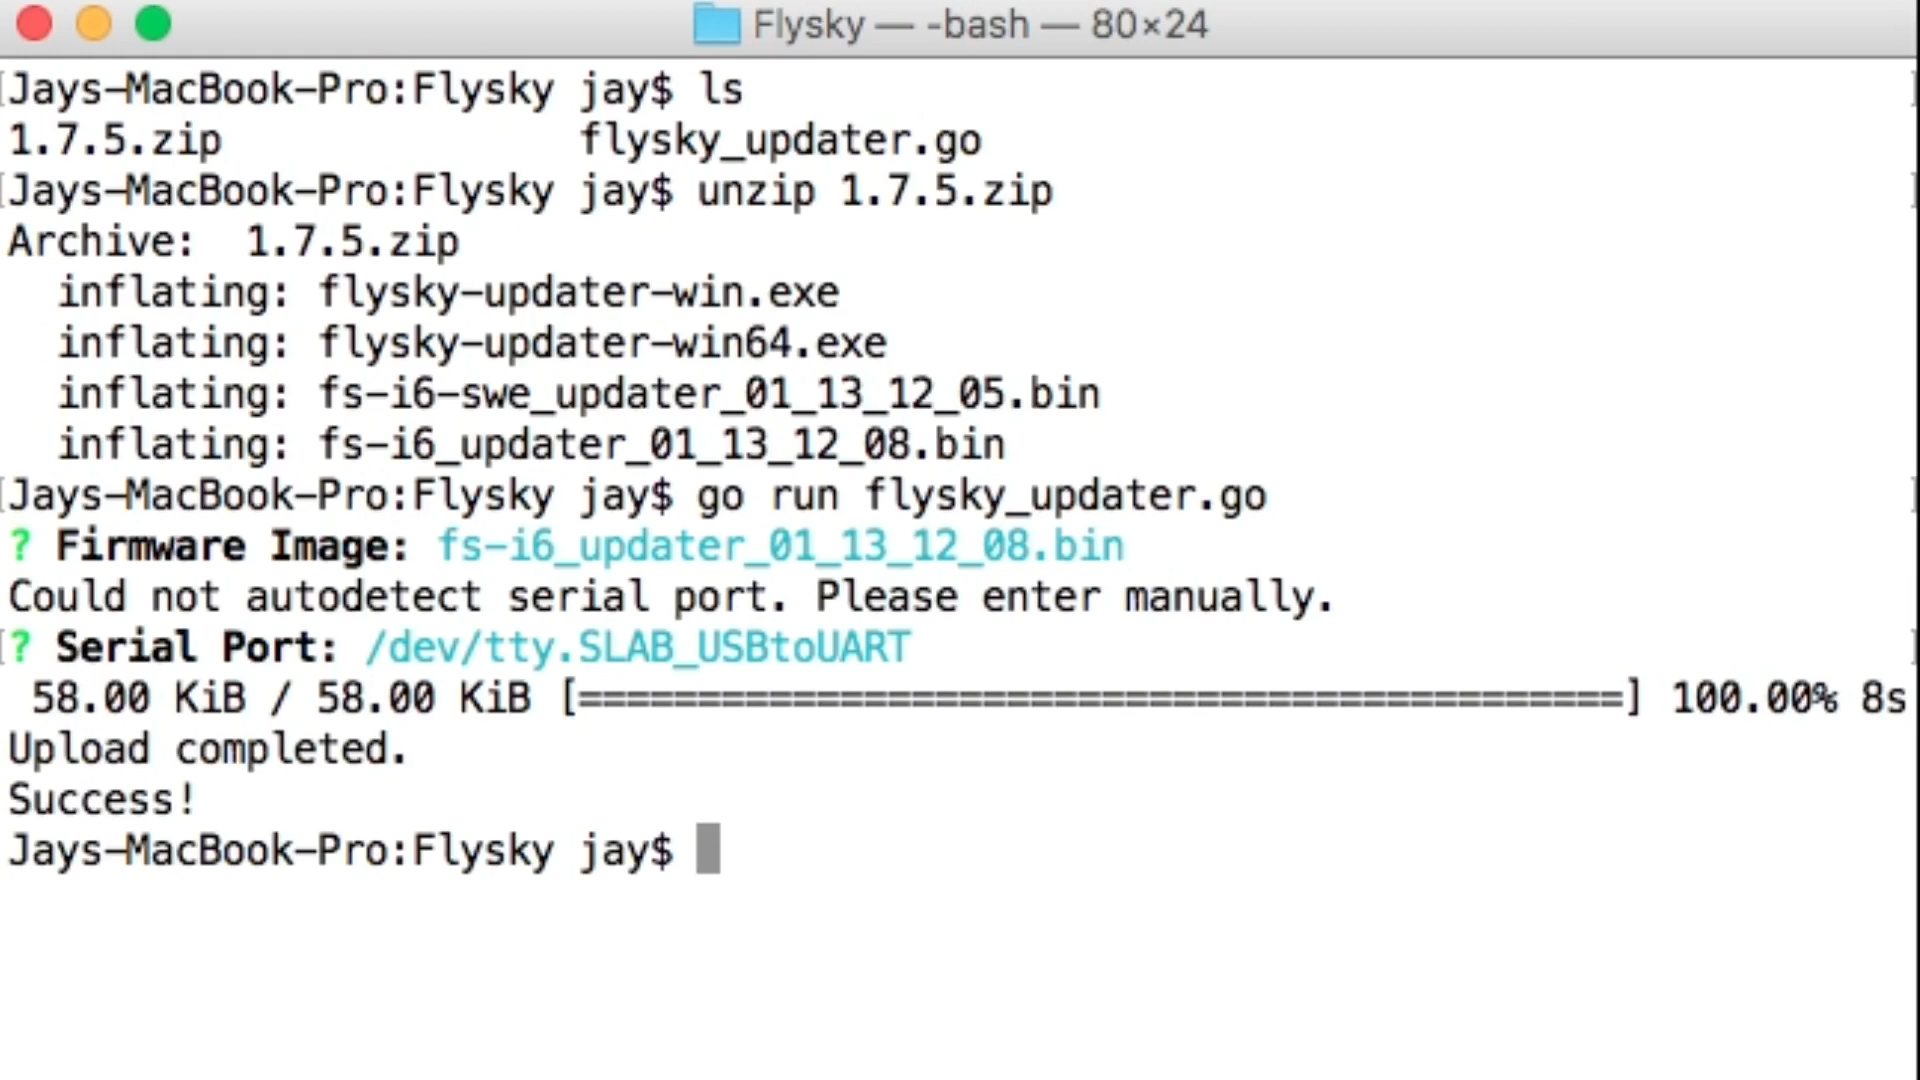 Flysky — -bash — 80×24
[Jays-MacBook-Pro:Flysky jay$ ls ]
1.7.5.zip flysky_updater.go
[Jays-MacBook-Pro:Flysky jay$ unzip 1.7.5.zip ]
Archive:  1.7.5.zip
  inflating: flysky-updater-win.exe
  inflating: flysky-updater-win64.exe
  inflating: fs-i6-swe_updater_01_13_12_05.bin
  inflating: fs-i6_updater_01_13_12_08.bin
[Jays-MacBook-Pro:Flysky jay$ go run flysky_updater.go ]
? Firmware Image: fs-i6_updater_01_13_12_08.bin
Could not autodetect serial port. Please enter manually.
[? Serial Port: /dev/tty.SLAB_USBtoUART ]
 58.00 KiB / 58.00 KiB [============================================] 100.00% 8s
Upload completed.
Success!
Jays-MacBook-Pro:Flysky jay$